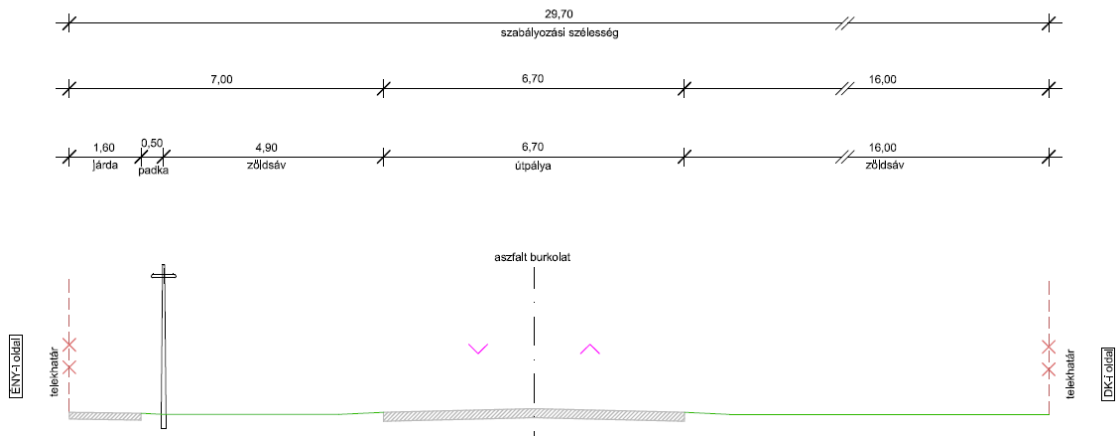 29,70
szabályozási szélesség
7,00
6,70
16,00
1,60
0,50
4,90
6,70
16,00
járda
padka
zöldsáv
útpálya
zöldsáv
aszfalt burkolat
ÉNY-i oldal
telekhatár
telekhatár
DK-i oldal